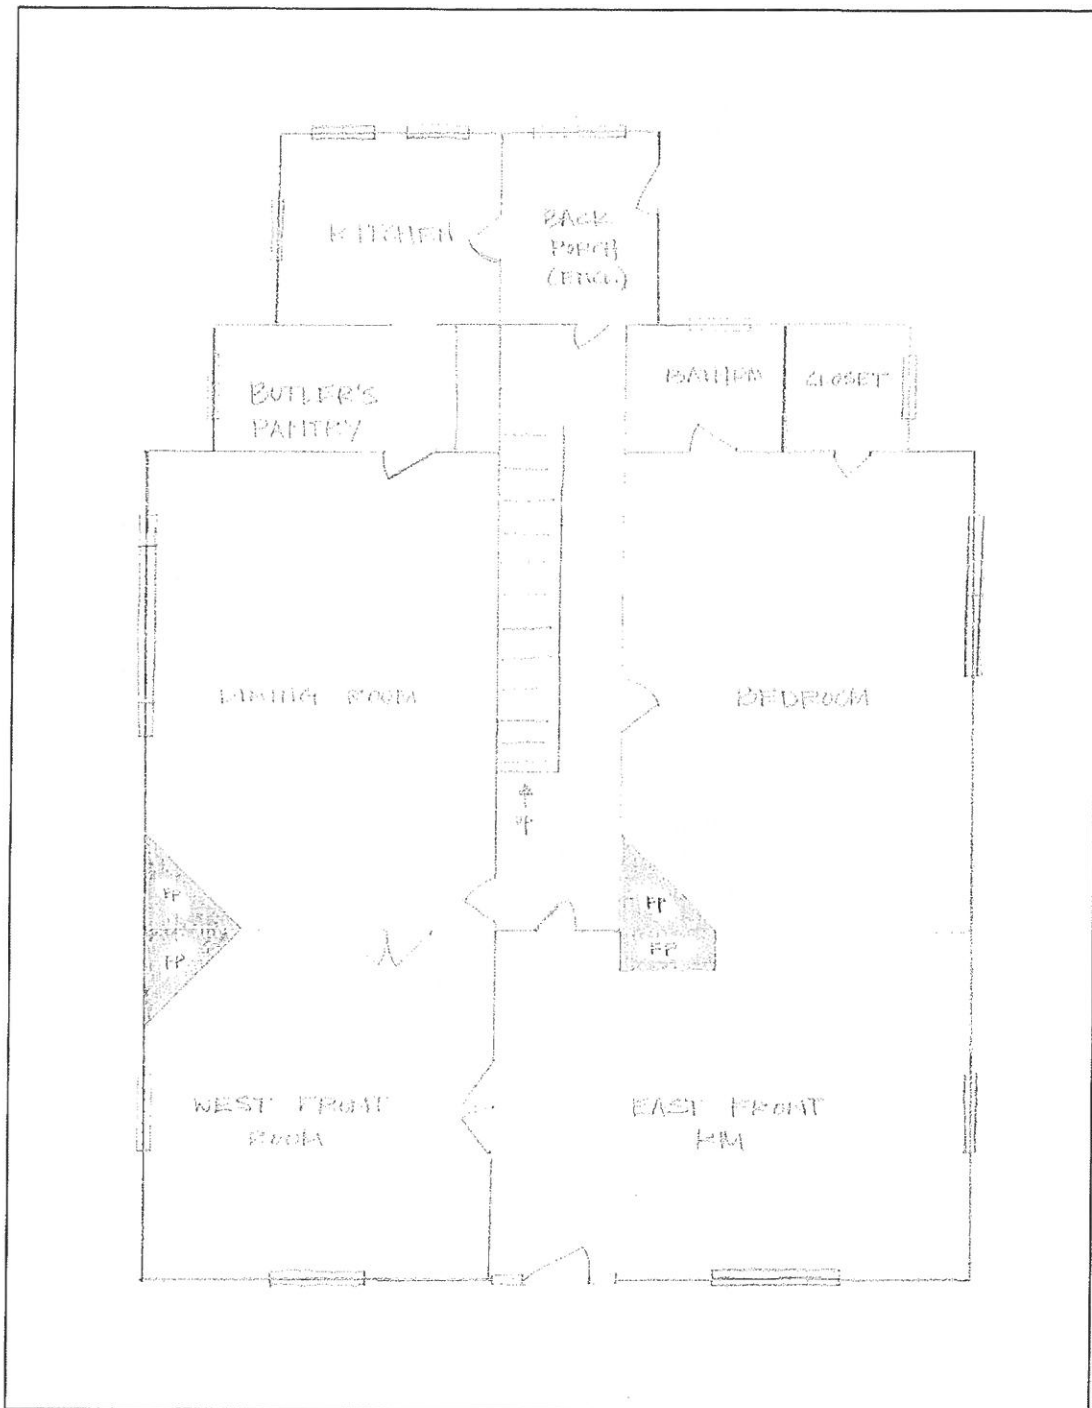 KITCHEN
BACK
PORCH
(ENCL.)
BUTLER'S
PANTRY
BATHRM
CLOSET
DINING ROOM
BEDROOM
UP
FP
FP
FP
FP
WEST FRONT
ROOM
EAST FRONT
RM